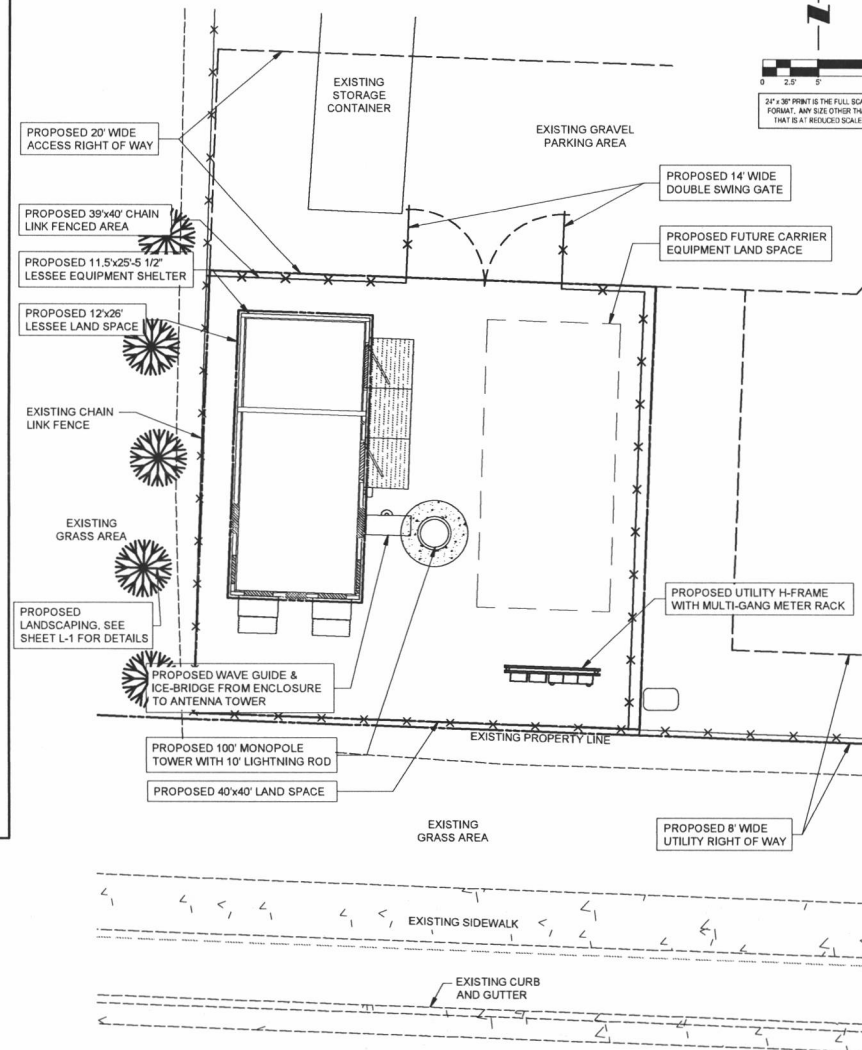 EXISTING
STORAGE
CONTAINER
0 2.5' 5'
24" x 36" PRINT IS THE FULL
FORMAT. ANY SIZE OTHER
THAT IS AT REDUCED SCALE
PROPOSED 20' WIDE
ACCESS RIGHT OF WAY
EXISTING GRAVEL
PARKING AREA
PROPOSED 14' WIDE
DOUBLE SWING GATE
PROPOSED 39'x40' CHAIN
LINK FENCED AREA
PROPOSED FUTURE CARRIER
EQUIPMENT LAND SPACE
PROPOSED 11.5'x25'-5 1/2"
LESSEE EQUIPMENT SHELTER
PROPOSED 12'x26'
LESSEE LAND SPACE
EXISTING CHAIN
LINK FENCE
EXISTING
GRASS AREA
PROPOSED
LANDSCAPING. SEE
SHEET L-1 FOR DETAILS
PROPOSED UTILITY H-FRAME
WITH MULTI-GANG METER RACK
PROPOSED WAVE GUIDE &
ICE-BRIDGE FROM ENCLOSURE
TO ANTENNA TOWER
EXISTING PROPERTY LINE
PROPOSED 100' MONOPOLE
TOWER WITH 10' LIGHTNING ROD
PROPOSED 40'x40' LAND SPACE
EXISTING
GRASS AREA
PROPOSED 8' WIDE
UTILITY RIGHT OF WAY
EXISTING SIDEWALK
EXISTING CURB
AND GUTTER